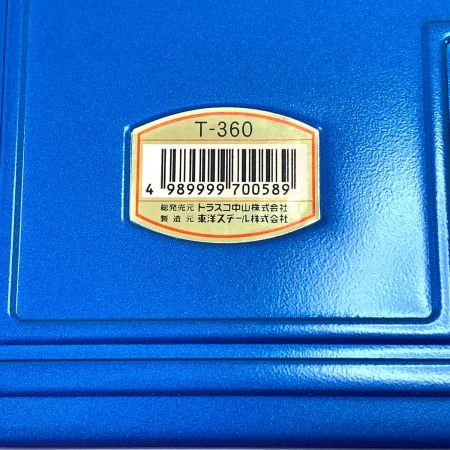 T-360
4 989999 700589
総発売元 トラスコ中山株式会社
製造元 東洋スチール株式会社